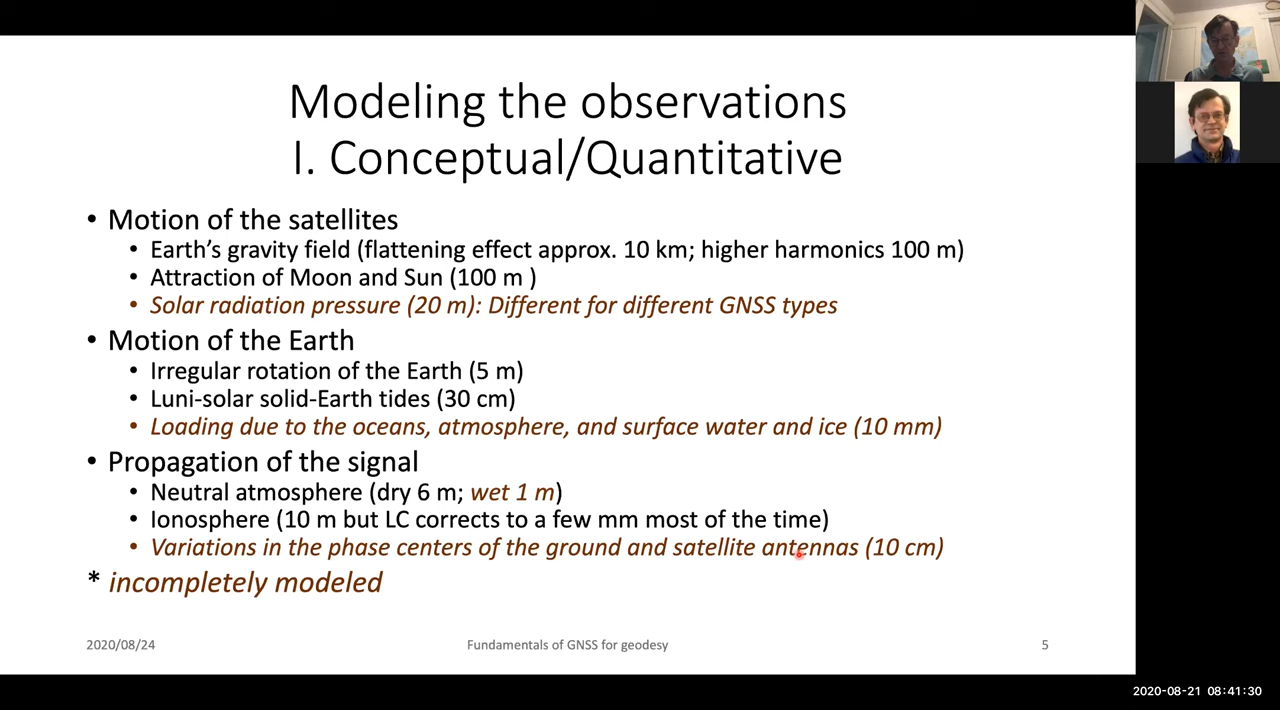 Modeling the observations
I. Conceptual/Quantitative
• Motion of the satellites
• Earth's gravity field (flattening effect approx. 10 km; higher harmonics 100 m)
• Attraction of Moon and Sun (100 m )
• Solar radiation pressure (20 m): Different for different GNSS types
• Motion of the Earth
• Irregular rotation of the Earth (5 m)
• Luni-solar solid-Earth tides (30 cm)
• Loading due to the oceans, atmosphere, and surface water and ice (10 mm)
• Propagation of the signal
• Neutral atmosphere (dry 6 m; wet 1 m)
• Ionosphere (10 m but LC corrects to a few mm most of the time)
• Variations in the phase centers of the ground and satellite antennas (10 cm)
* incompletely modeled
2020/08/24
Fundamentals of GNSS for geodesy
5
2020-08-21 08:41:30